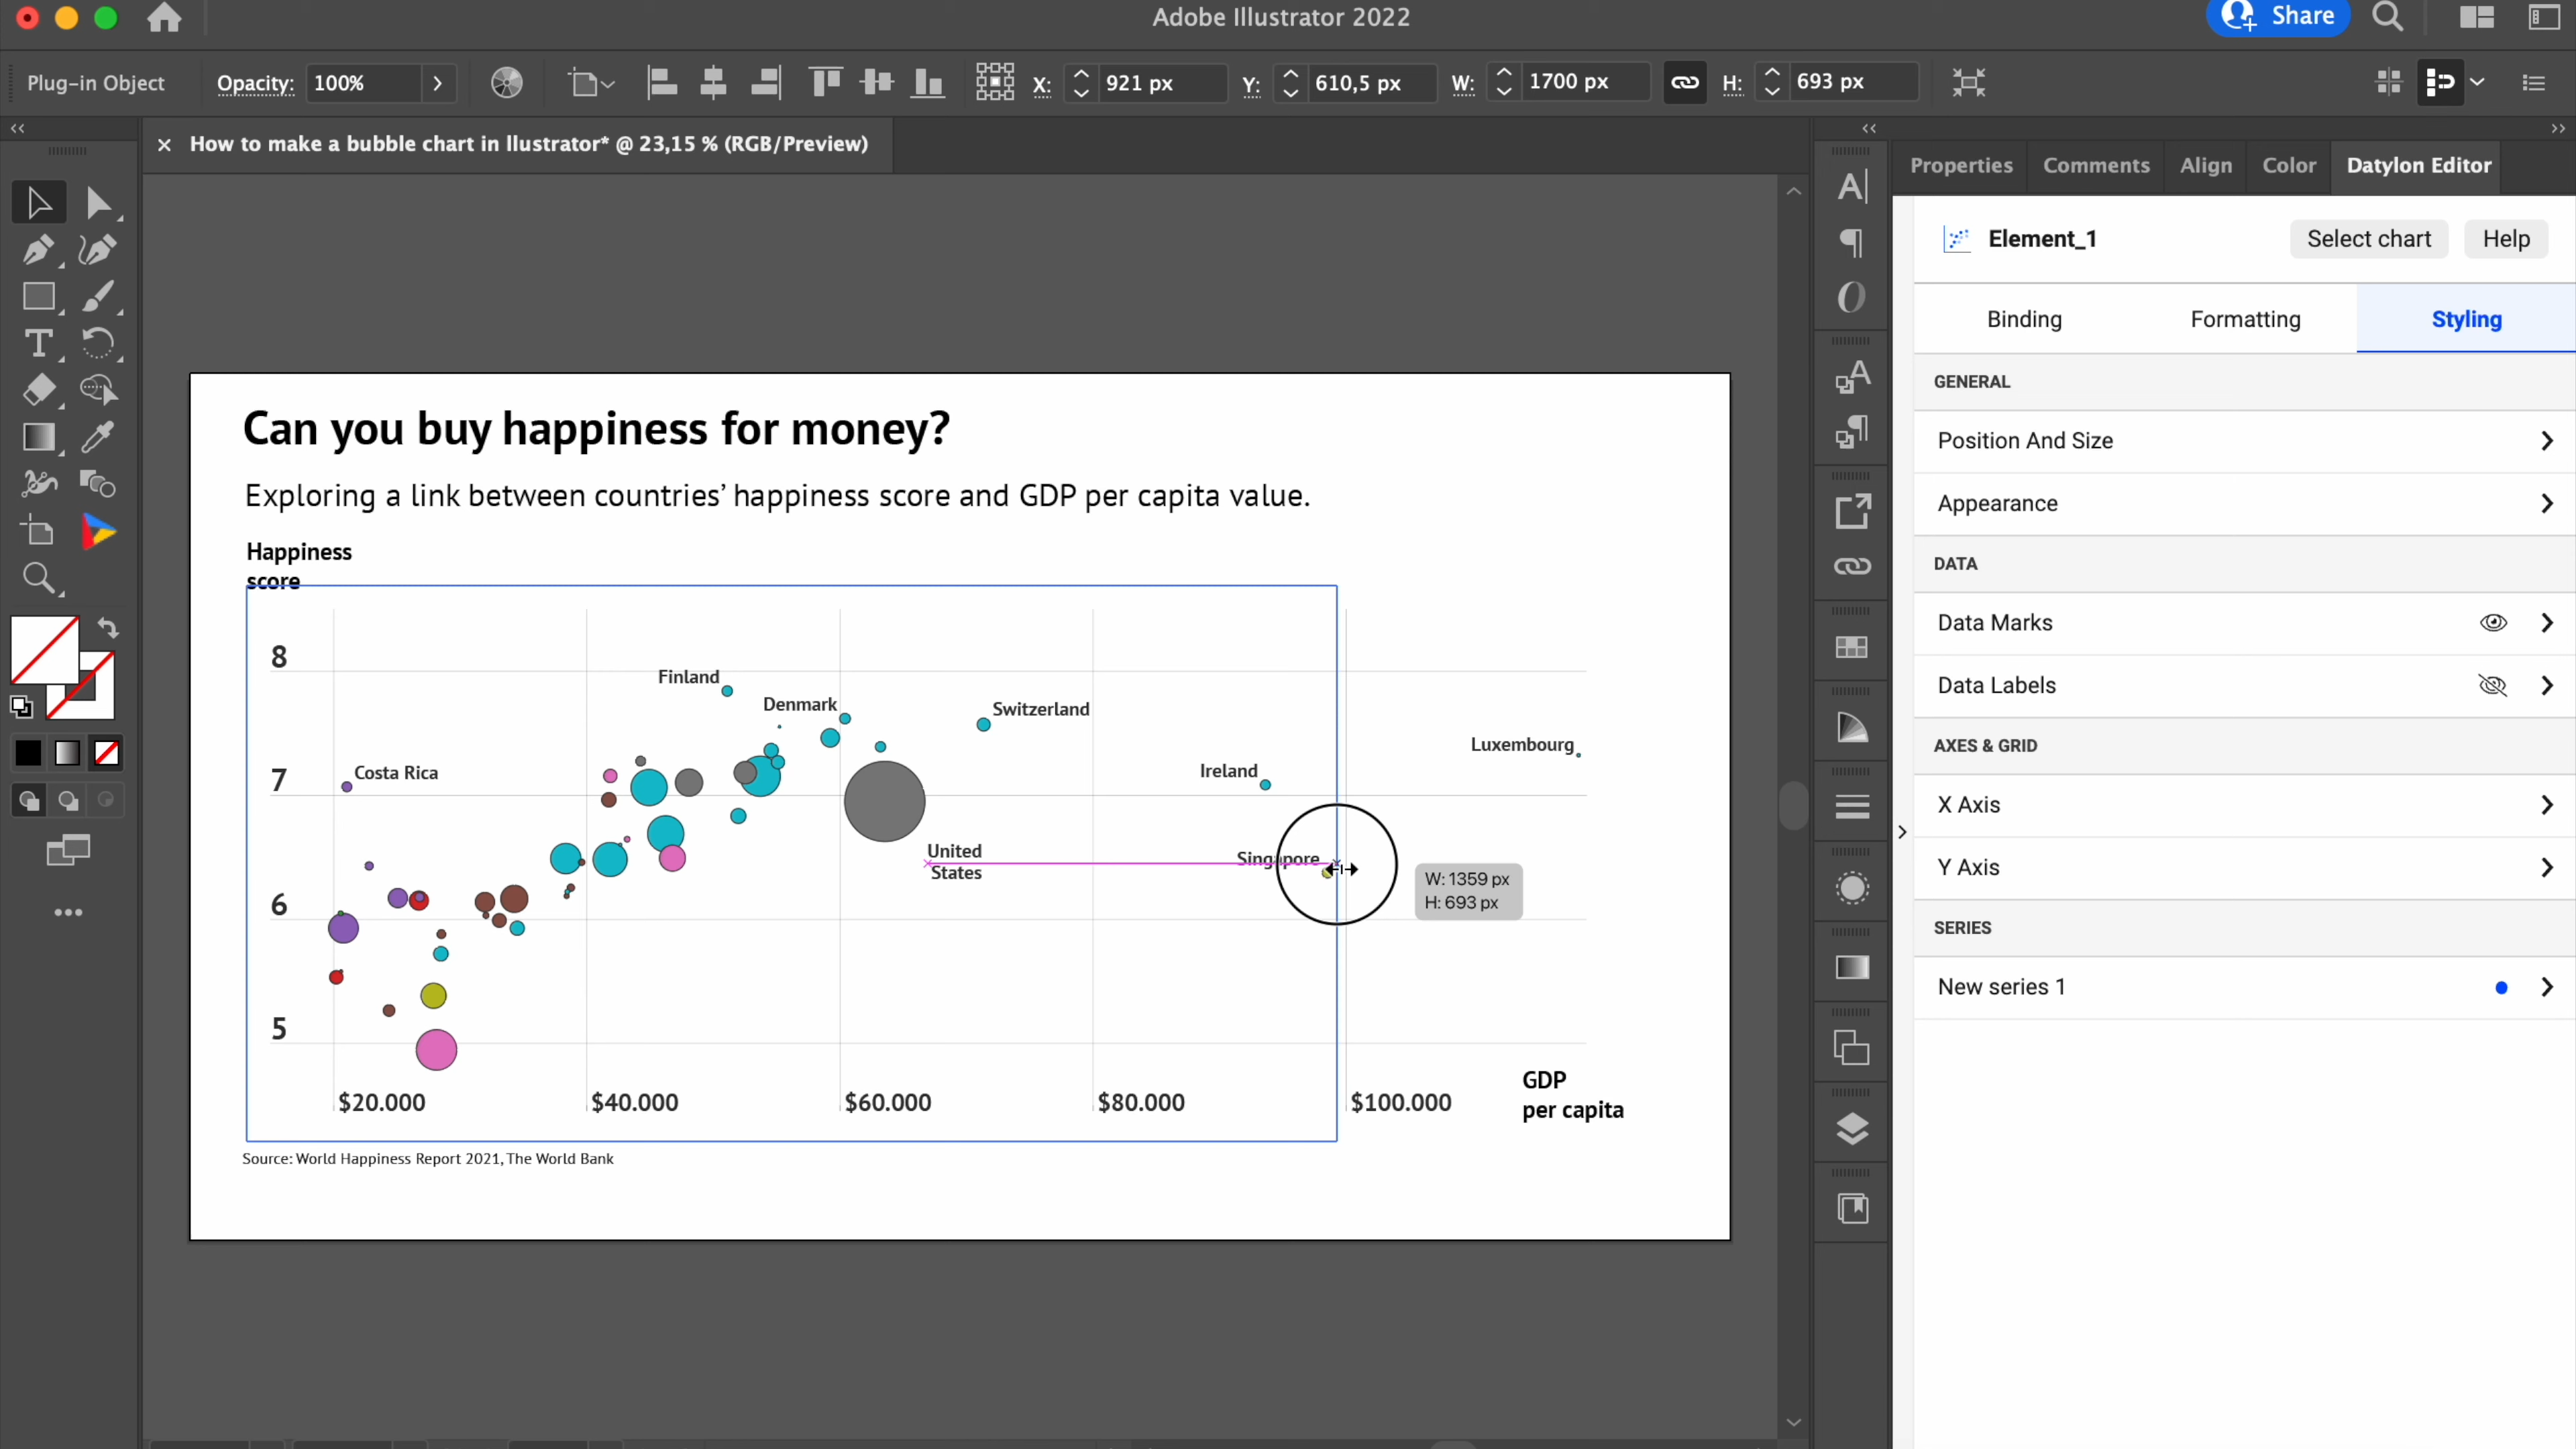 Adobe Illustrator 2022
Share
Plug-in Object
Opacity: 100%
X: 921 px
Y: 610,5 px
W: 1700 px
H: 693 px
How to make a bubble chart in llustrator* @ 23,15 % (RGB/Preview)
Properties
Comments
Align
Color
Datylon Editor
Element_1
Select chart
Help
Binding
Formatting
Styling
GENERAL
Position And Size
Appearance
DATA
Data Marks
Data Labels
AXES & GRID
X Axis
Y Axis
SERIES
New series 1
Can you buy happiness for money?
Exploring a link between countries' happiness score and GDP per capita value.
Happiness
score
8
Finland
Denmark
Switzerland
Luxembourg
Ireland
Costa Rica
7
United
States
Singapore
W: 1359 px
H: 693 px
6
5
$20.000
$40.000
$60.000
$80.000
$100.000
GDP
per capita
Source: World Happiness Report 2021, The World Bank